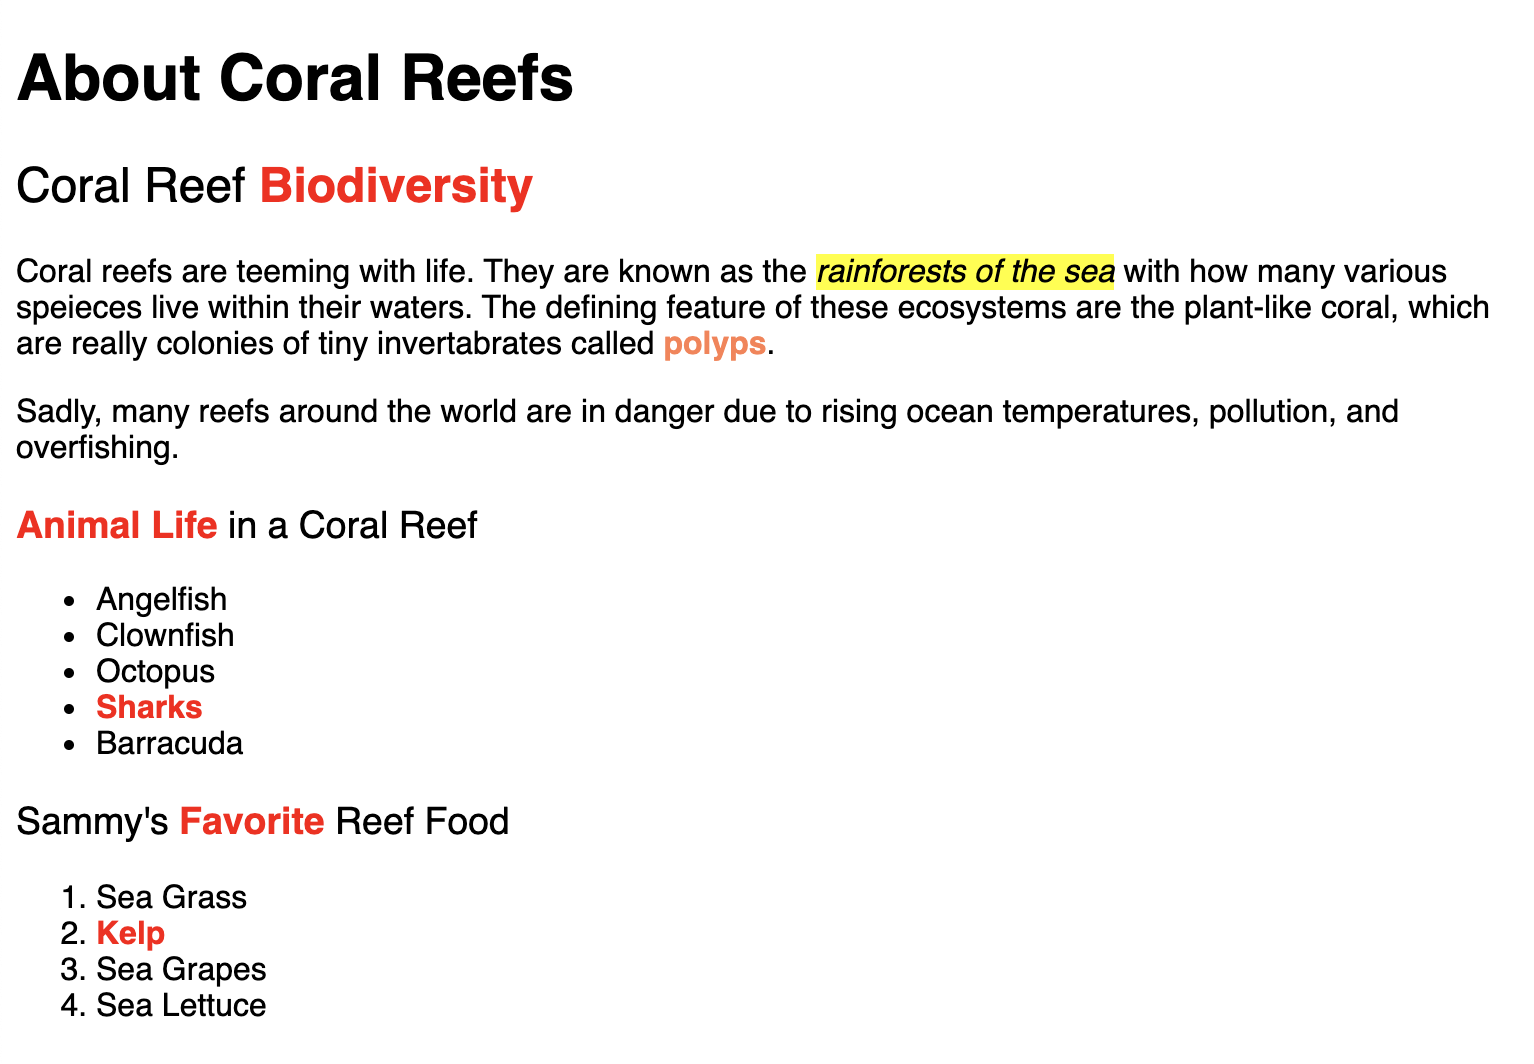 About Coral Reefs
Coral Reef Biodiversity
Coral reefs are teeming with life. They are known as the rainforests of the sea with how many various
speieces live within their waters. The defining feature of these ecosystems are the plant-like coral, which
are really colonies of tiny invertabrates called polyps.
Sadly, many reefs around the world are in danger due to rising ocean temperatures, pollution, and
overfishing.
Animal Life in a Coral Reef
• Angelfish
• Clownfish
• Octopus
• Sharks
• Barracuda
Sammy's Favorite Reef Food
1. Sea Grass
2. Kelp
3. Sea Grapes
4. Sea Lettuce